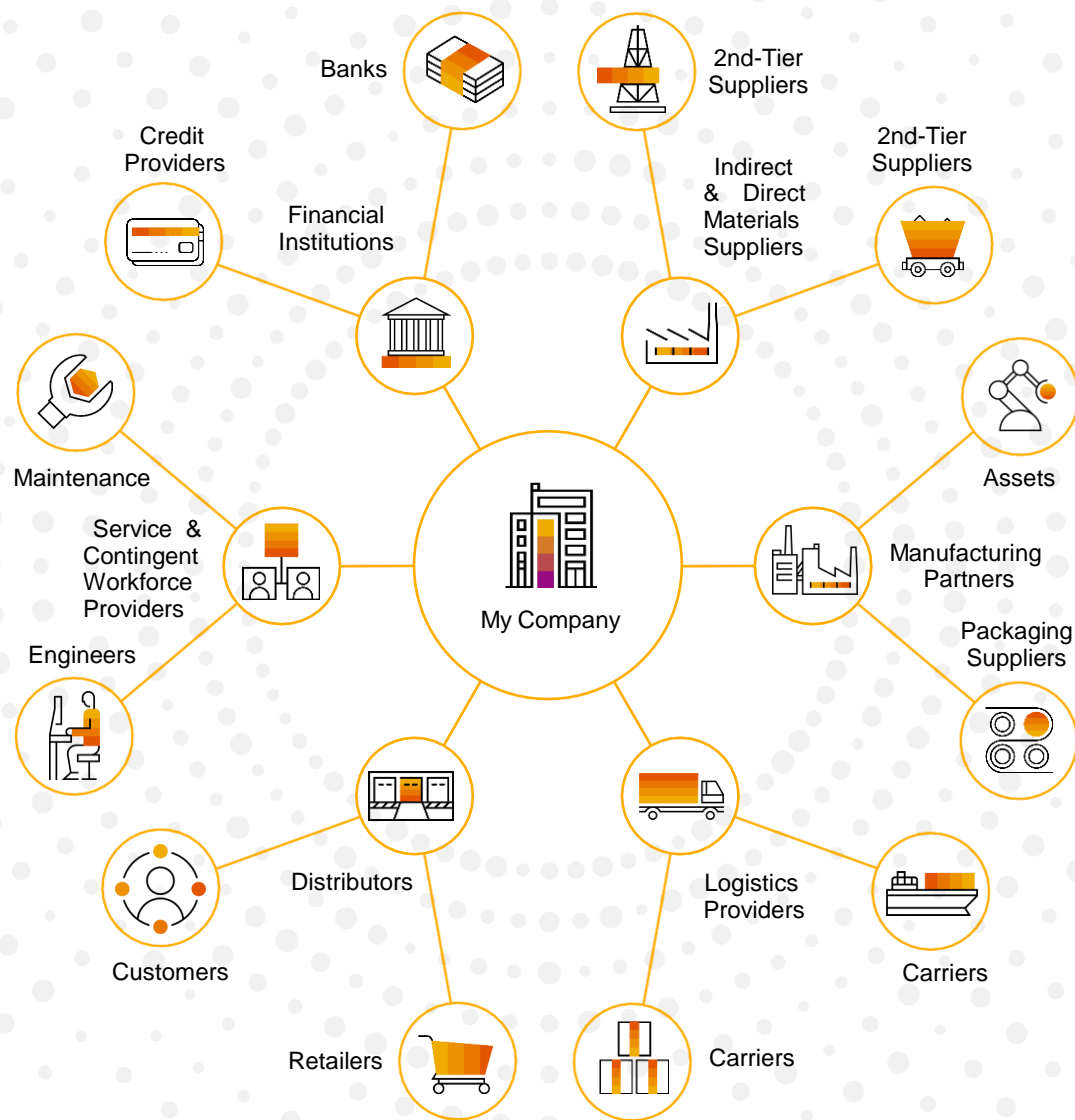 Banks
2nd-Tier
Suppliers
Credit
Providers
2nd-Tier
Suppliers
Financial
Institutions
Indirect
& Direct
Materials
Suppliers
Maintenance
Assets
Service &
Contingent
Workforce
Providers
Manufacturing
Partners
My Company
Engineers
Packaging
Suppliers
Distributors
Logistics
Providers
Customers
Carriers
Retailers
Carriers